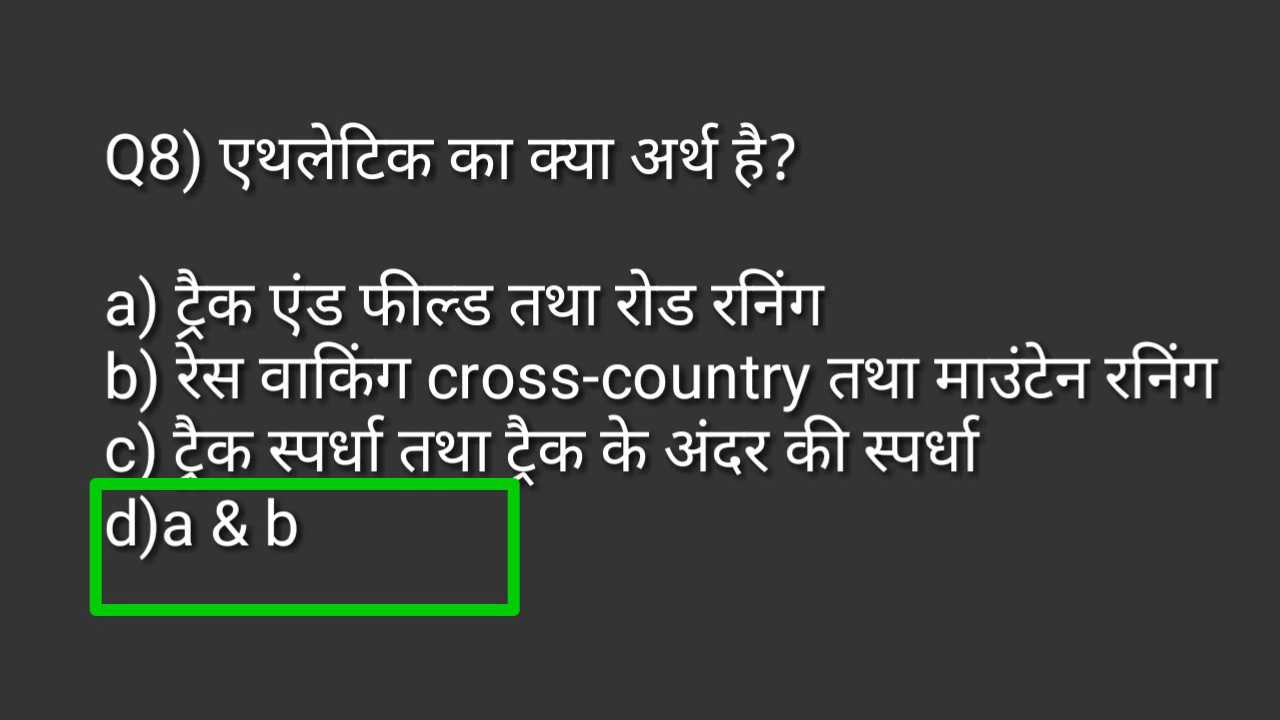 Q8) एथलेटिक का क्या अर्थ है?
a) ट्रैक एंड फील्ड तथा रोड रनिंग
b) रेस वाकिंग cross-country तथा माउंटेन रनिंग
c) ट्रैक स्पर्धा तथा ट्रैक के अंदर की स्पर्धा
d)a & b